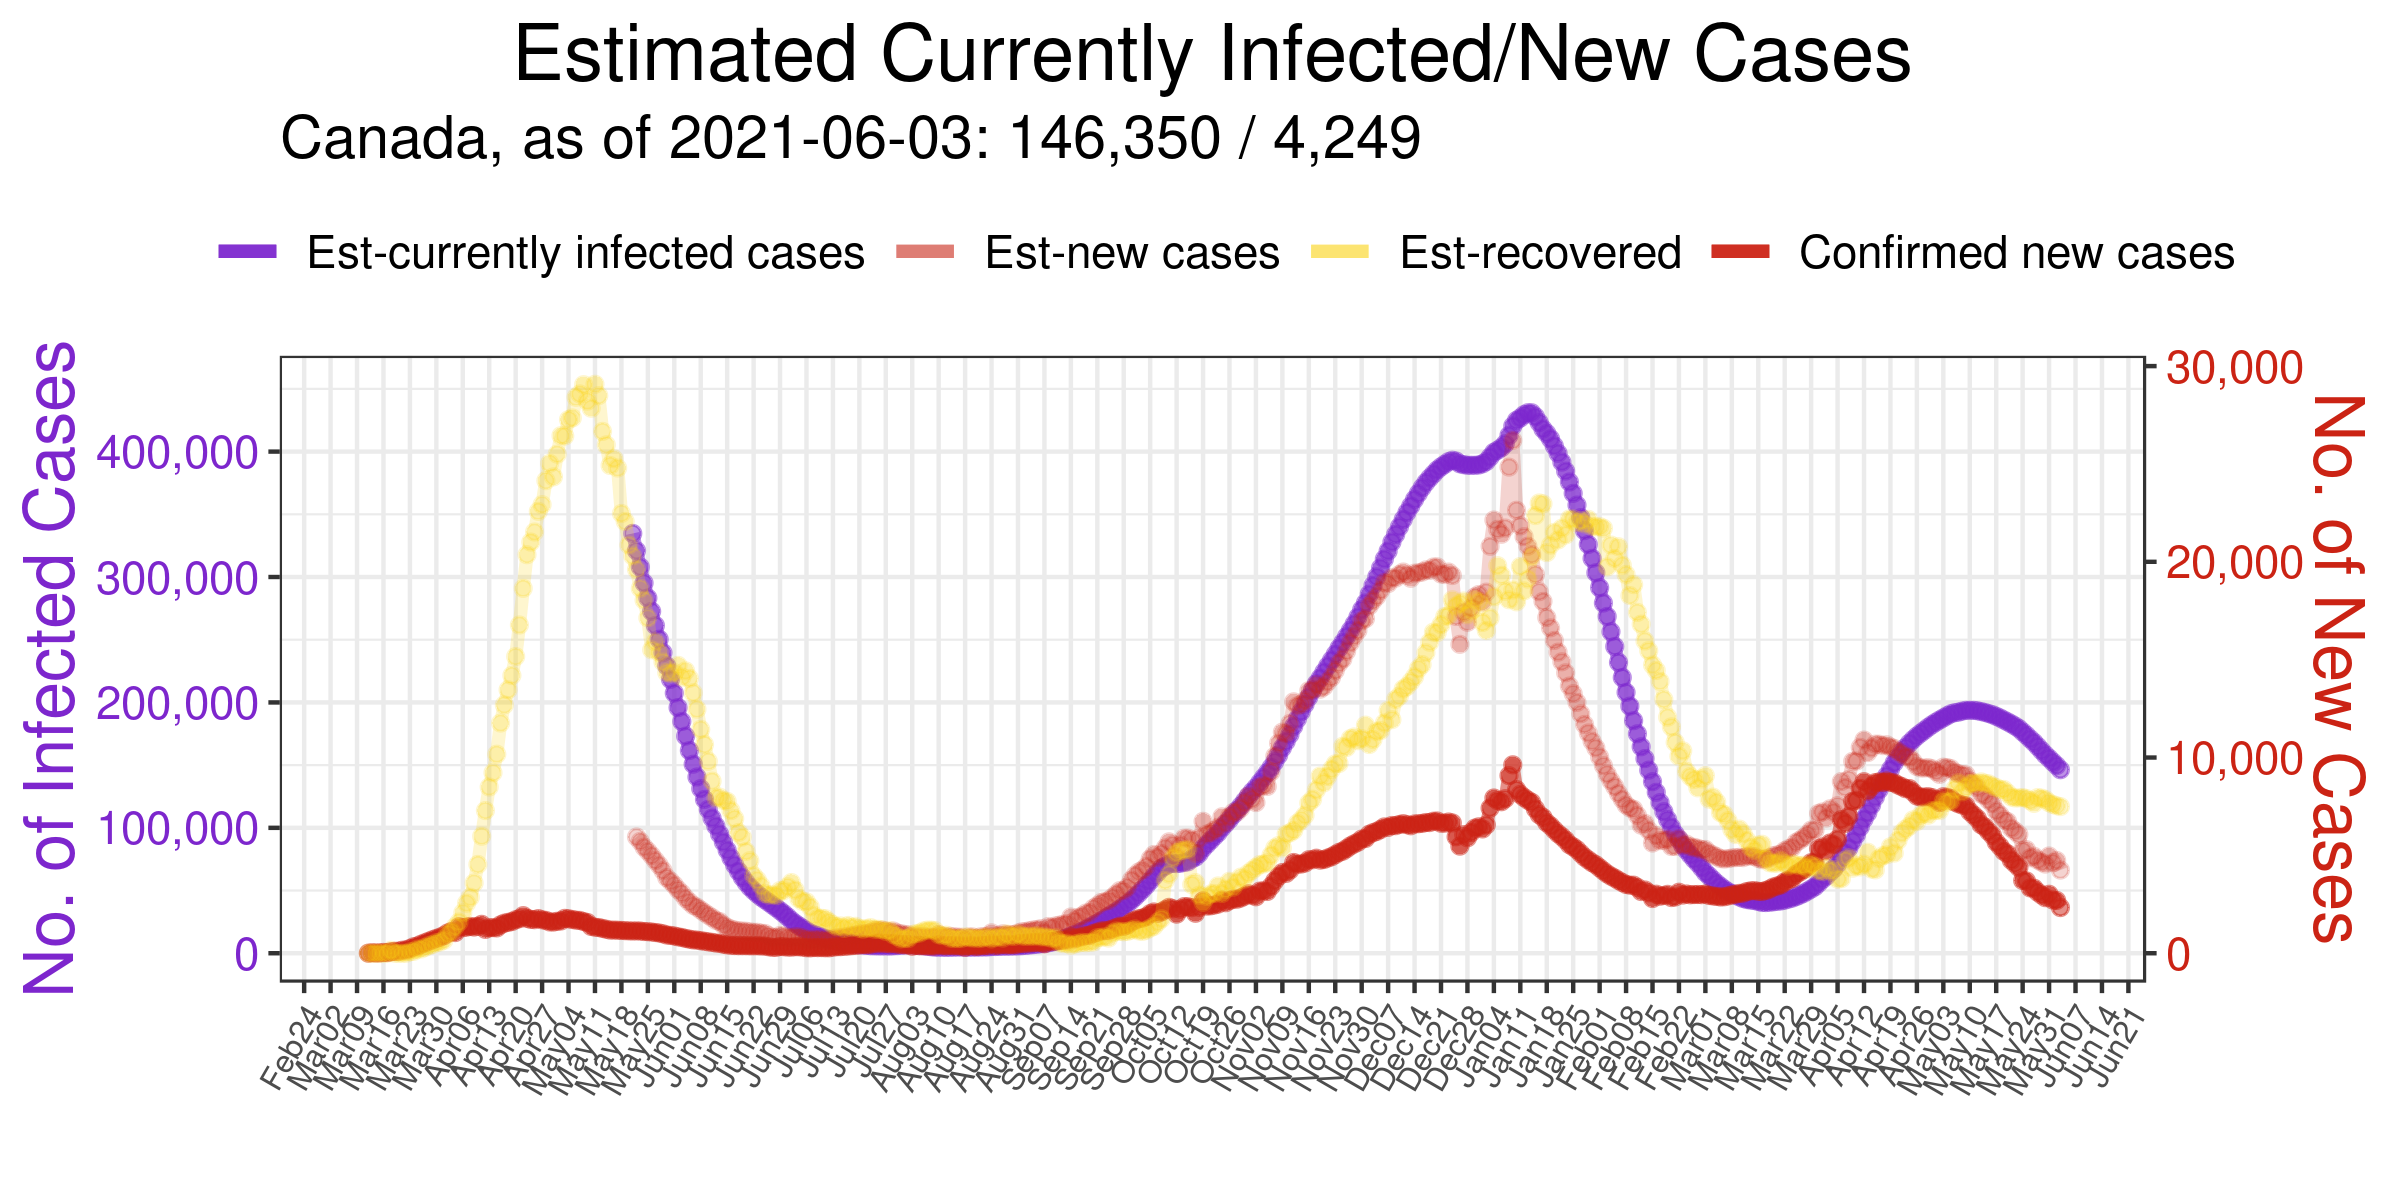 Estimated Currently Infected/New Cases
Canada, as of 2021-06-03: 146,350 / 4,249
Est-currently infected cases Est-new cases Est-recovered Confirmed new cases
No. of Infected Cases
400,000
300,000
200,000
100,000
0
30,000
20,000
10,000
0
No. of New Cases
Feb24 Mar02 Mar09 Mar16 Mar23 Mar30 Apr06 Apr13 Apr20 Apr27 May04 May11 May18 May25 Jun01 Jun08 Jun15 Jun22 Jun29 Jul06 Jul13 Jul20 Jul27 Aug03 Aug10 Aug17 Aug24 Aug31 Sep07 Sep14 Sep21 Sep28 Oct05 Oct12 Oct19 Oct26 Nov02 Nov09 Nov16 Nov23 Nov30 Dec07 Dec14 Dec21 Dec28 Jan04 Jan11 Jan18 Jan25 Feb01 Feb08 Feb15 Feb22 Mar01 Mar08 Mar15 Mar22 Mar29 Apr05 Apr12 Apr19 Apr26 May03 May10 May17 May24 May31 Jun07 Jun14 Jun21